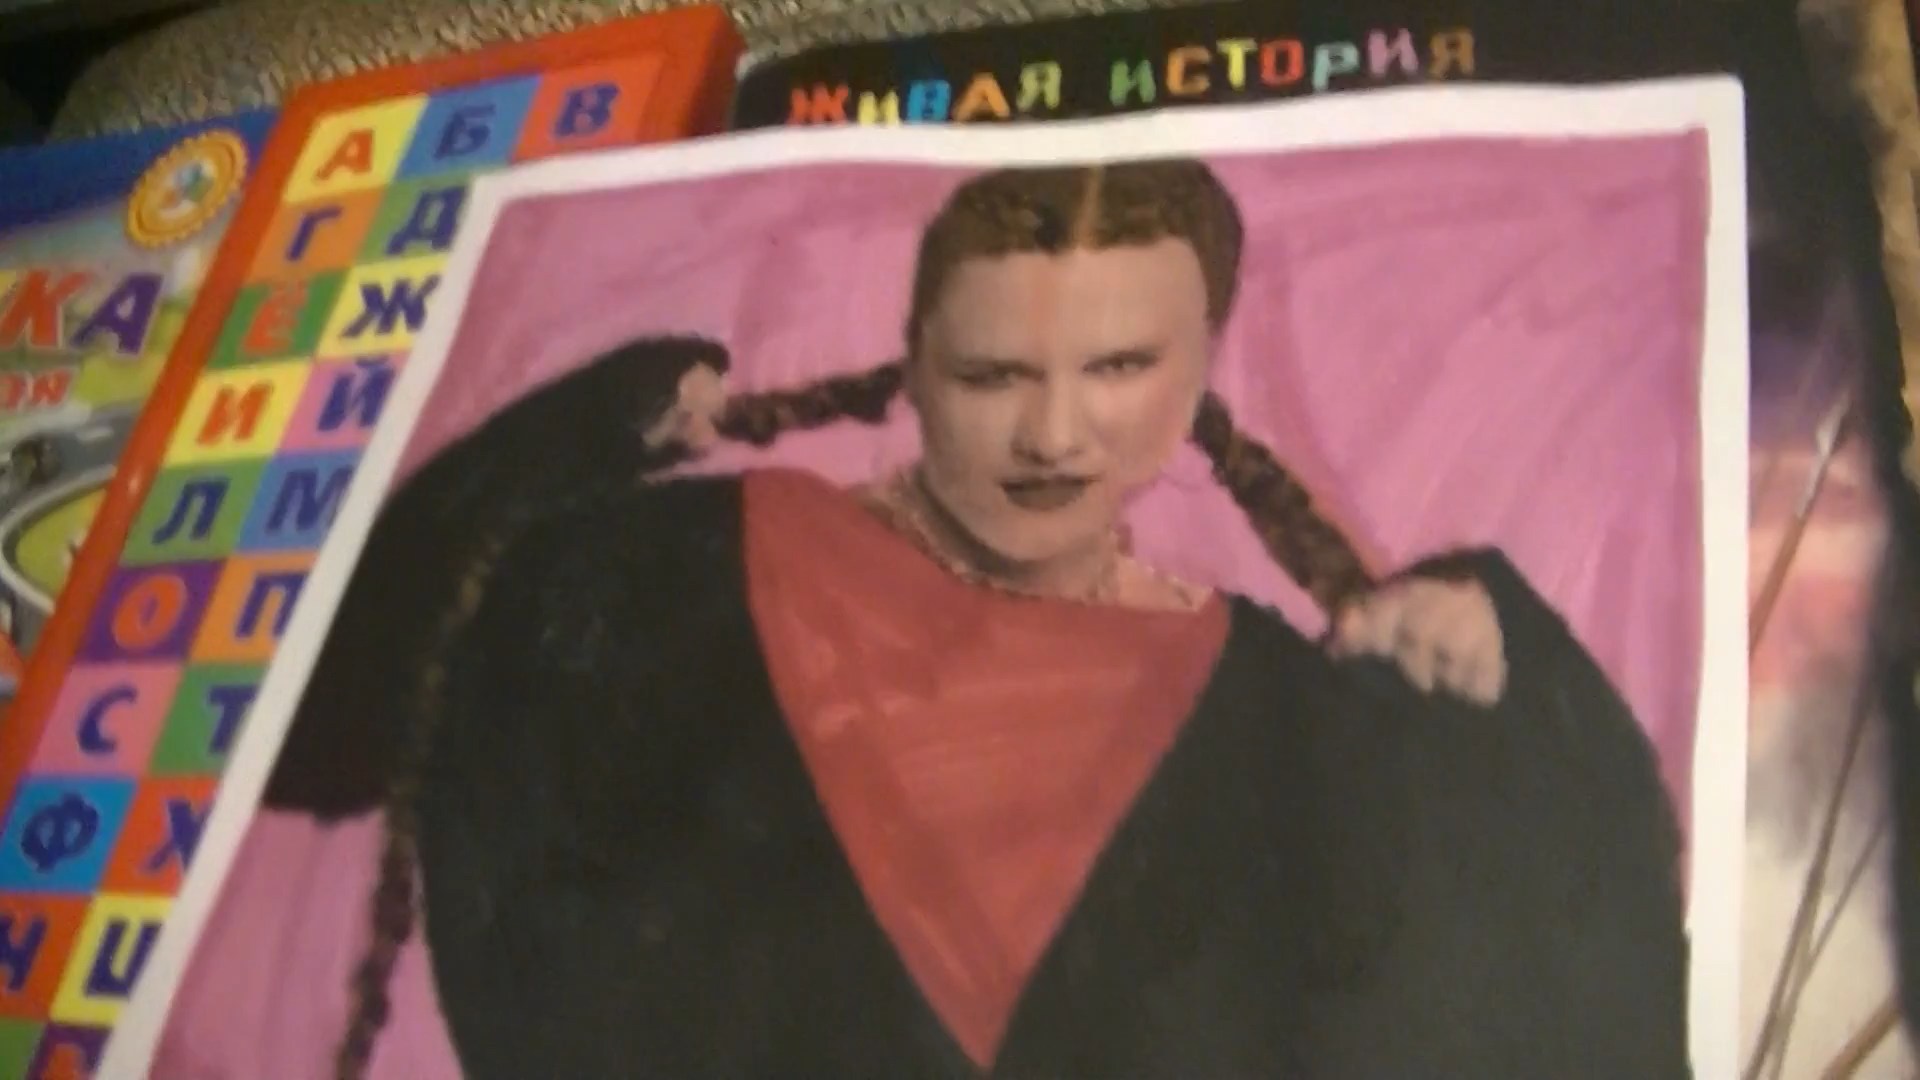 ЖИВАЯ ИСТОРИЯ
А Б В
Г Д
КА
Ё Ж
И Й
Л М
О П
С Т
Ф Х
Ч